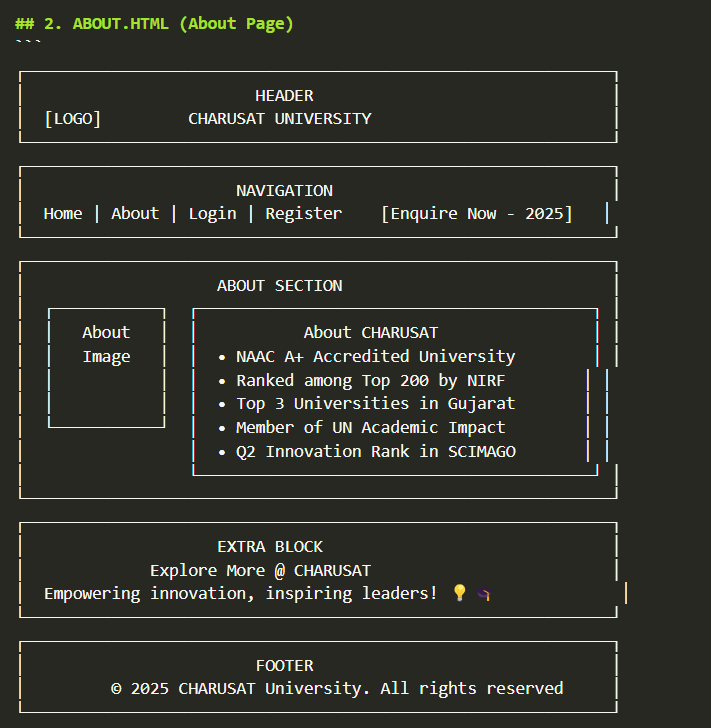 ## 2. ABOUT.HTML (About Page)
```
HEADER
[LOGO] CHARUSAT UNIVERSITY
NAVIGATION
Home | About | Login | Register [Enquire Now - 2025]
ABOUT SECTION
About About CHARUSAT
Image • NAAC A+ Accredited University
• Ranked among Top 200 by NIRF
• Top 3 Universities in Gujarat
• Member of UN Academic Impact
• Q2 Innovation Rank in SCIMAGO
EXTRA BLOCK
Explore More @ CHARUSAT
Empowering innovation, inspiring leaders! 💡🎓
FOOTER
© 2025 CHARUSAT University. All rights reserved